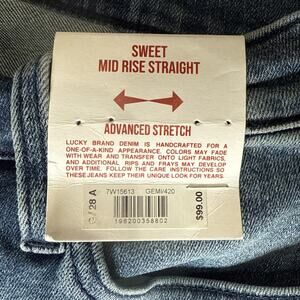 SWEET
MID RISE STRAIGHT
ADVANCED STRETCH
LUCKY BRAND DENIM IS HANDCRAFTED FOR A
ONE-OF-A-KIND APPEARANCE. COLORS MAY FADE
WITH WEAR AND TRANSFER ONTO LIGHT FABRICS,
AND ADDITIONAL RIPS AND FRAYS MAY DEVELOP
OVER TIME. FOLLOW THE CARE INSTRUCTIONS SO
THESE JEANS KEEP THEIR UNIQUE LOOK FOR YEARS.
/ 28 A
7W15613 GEMI/420
196200358802
$99.00